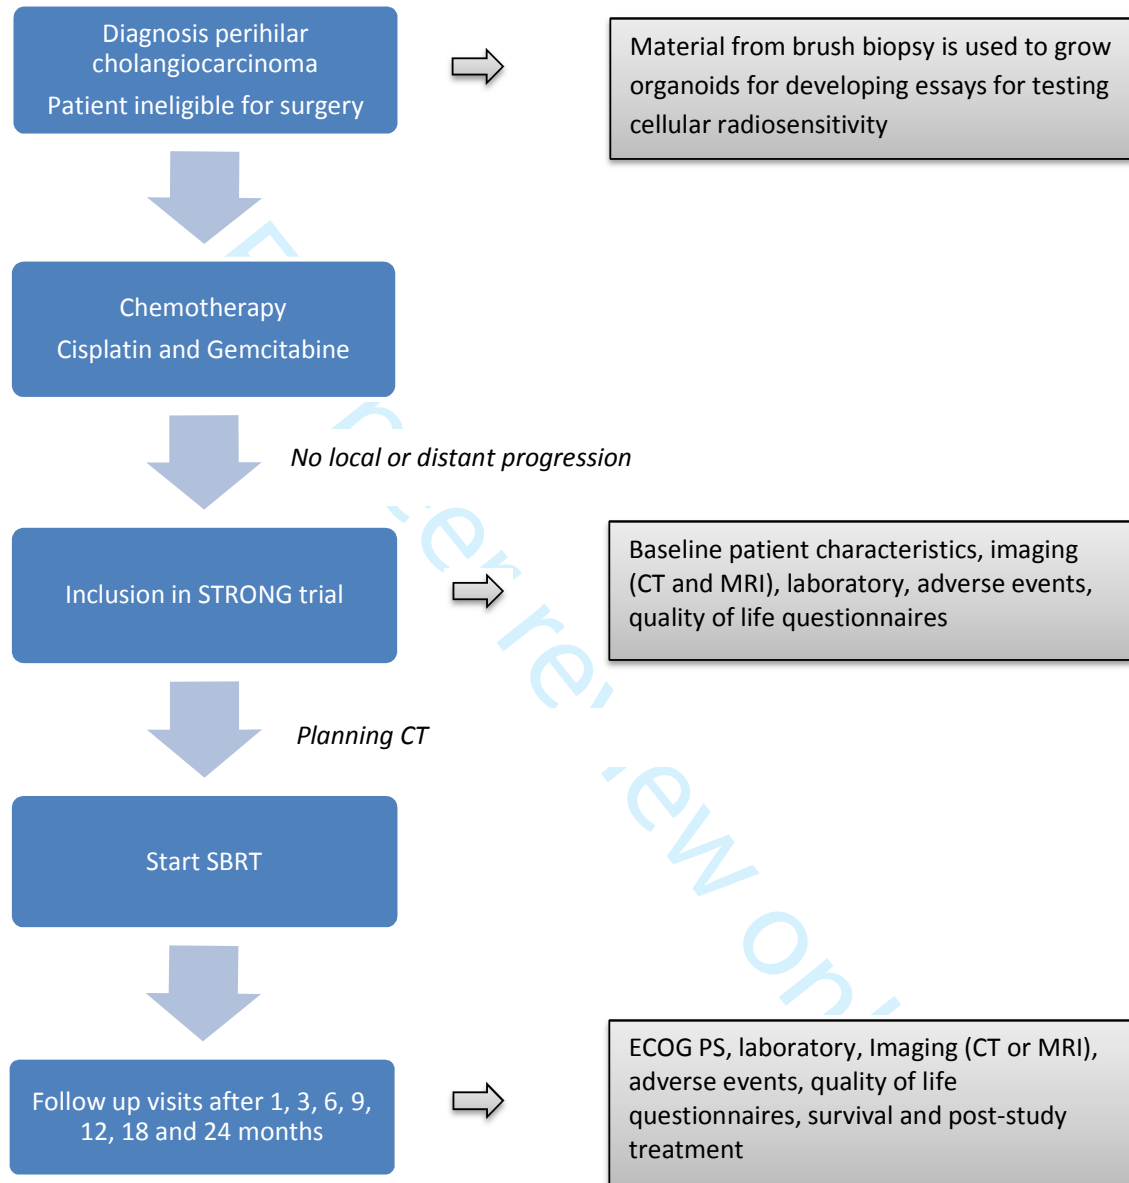 Diagnosis perihilar
cholangiocarcinoma
Patient ineligible for surgery
Material from brush biopsy is used to grow
organoids for developing essays for testing
cellular radiosensitivity
Chemotherapy
Cisplatin and Gemcitabine
No local or distant progression
Inclusion in STRONG trial
Baseline patient characteristics, imaging
(CT and MRI), laboratory, adverse events,
quality of life questionnaires
Planning CT
Start SBRT
Follow up visits after 1, 3, 6, 9,
12, 18 and 24 months
ECOG PS, laboratory, Imaging (CT or MRI),
adverse events, quality of life
questionnaires, survival and post-study
treatment
review